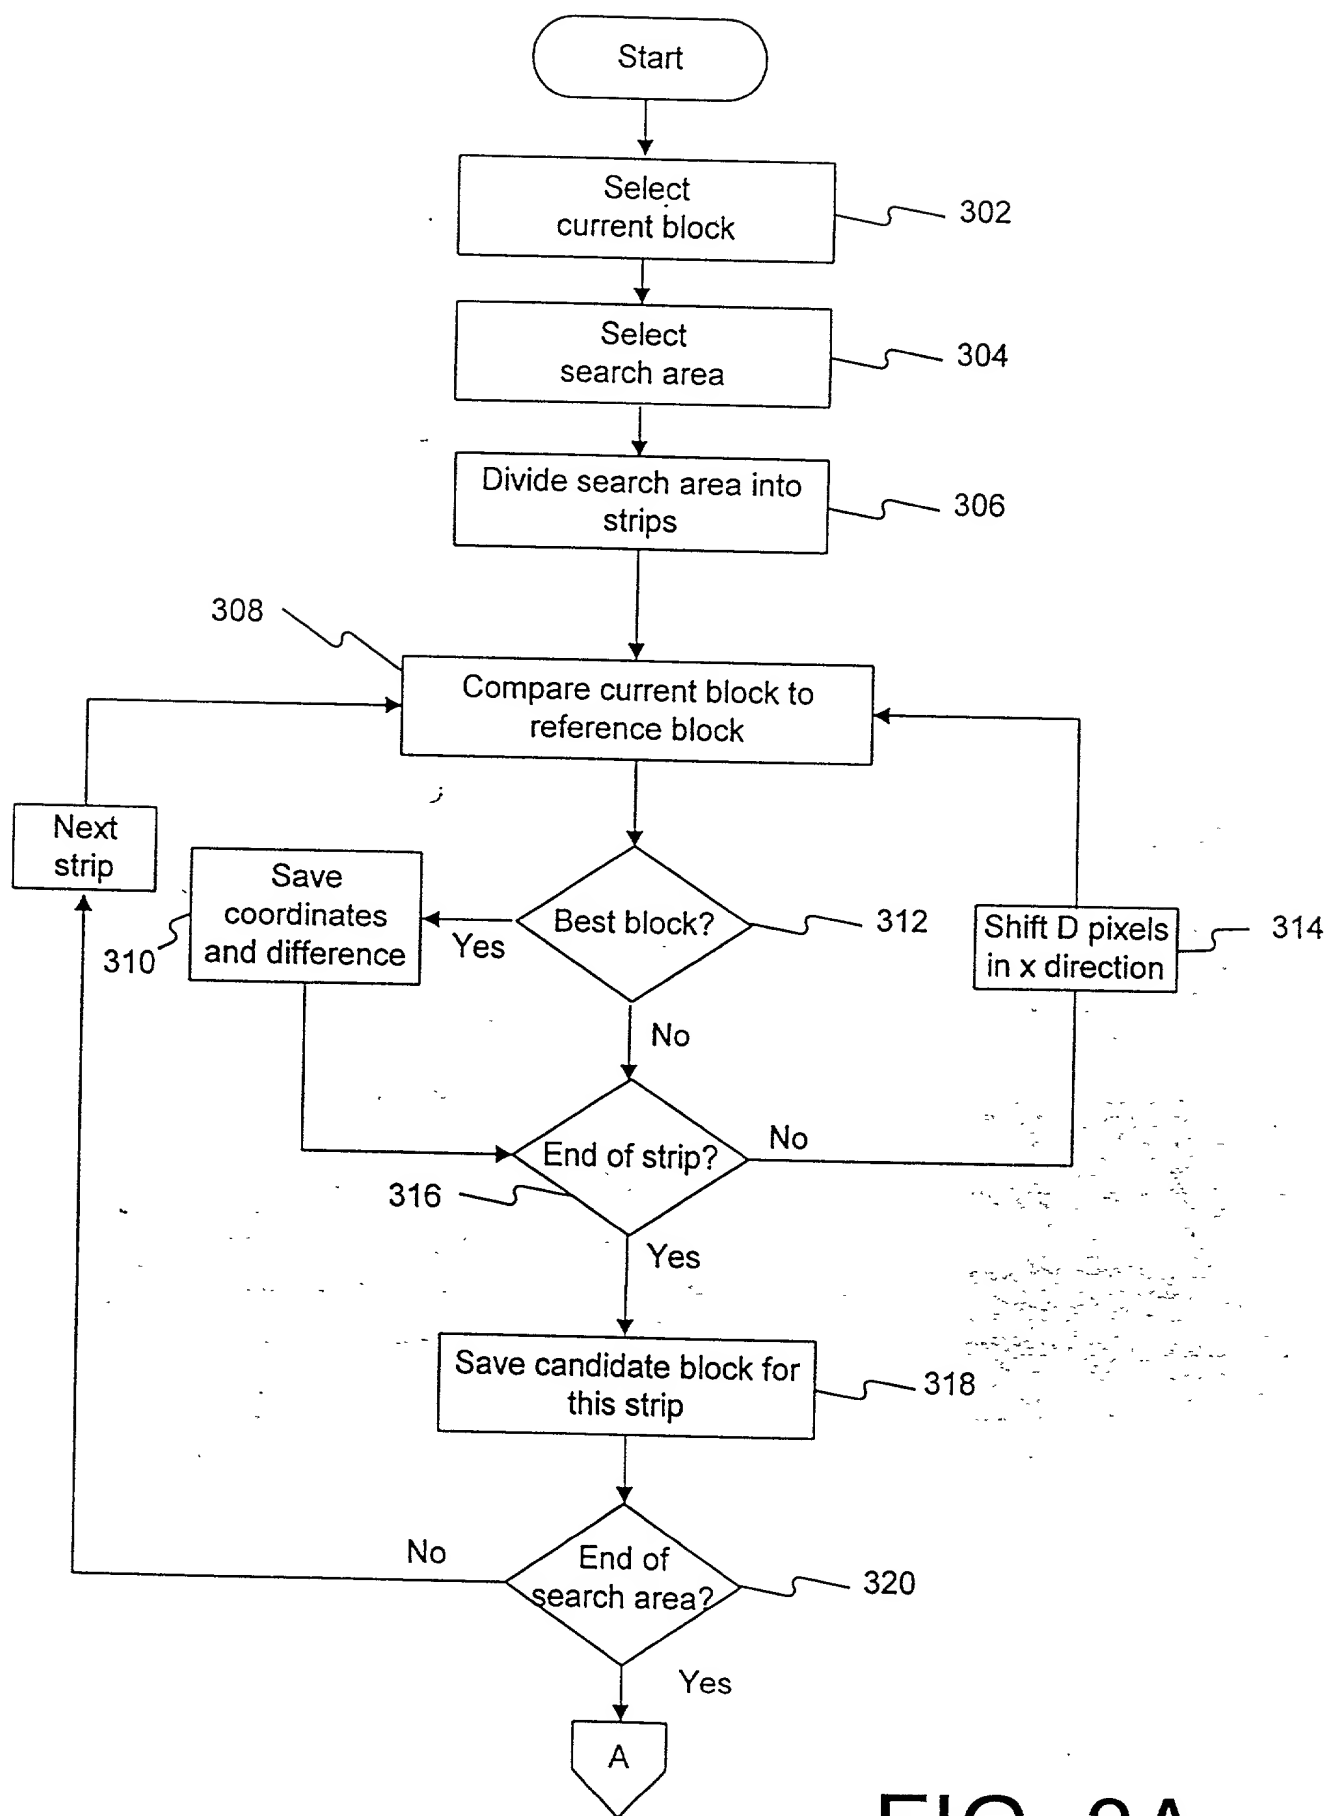 Start
Select
current block
302
Select
search area
304
Divide search area into
strips
306
308
Compare current block to
reference block
Next
strip
Save
coordinates
and difference
310
Yes
Best block?
312
Shift D pixels
in x direction
314
No
End of strip?
No
316
Yes
Save candidate block for
this strip
318
No
End of
search area?
320
Yes
A